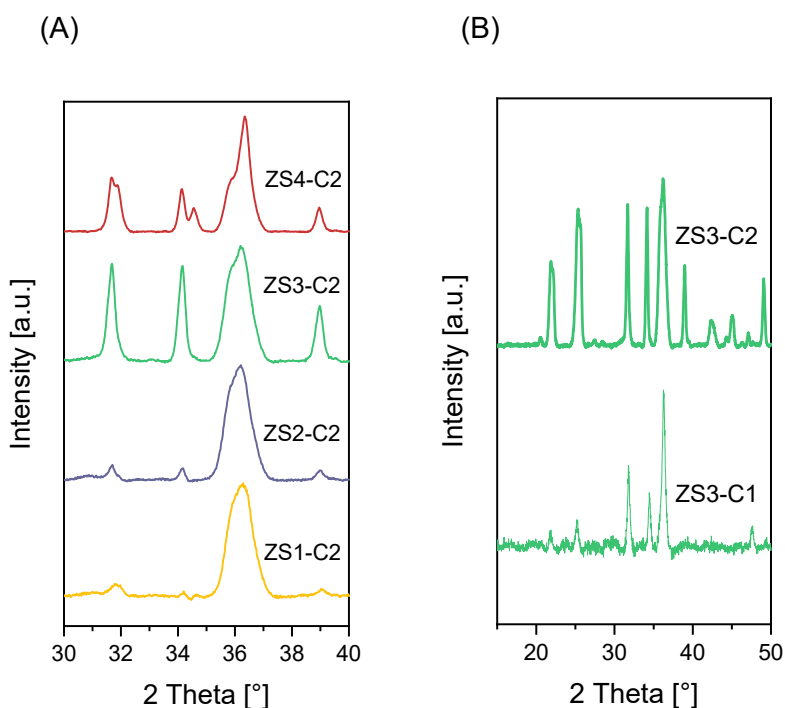 (A)
ZS4-C2
ZS3-C2
ZS2-C2
ZS1-C2
Intensity [a.u.]
30 32 34 36 38 40
2 Theta [°]
(B)
ZS3-C2
ZS3-C1
Intensity [a.u.]
20 30 40 50
2 Theta [°]